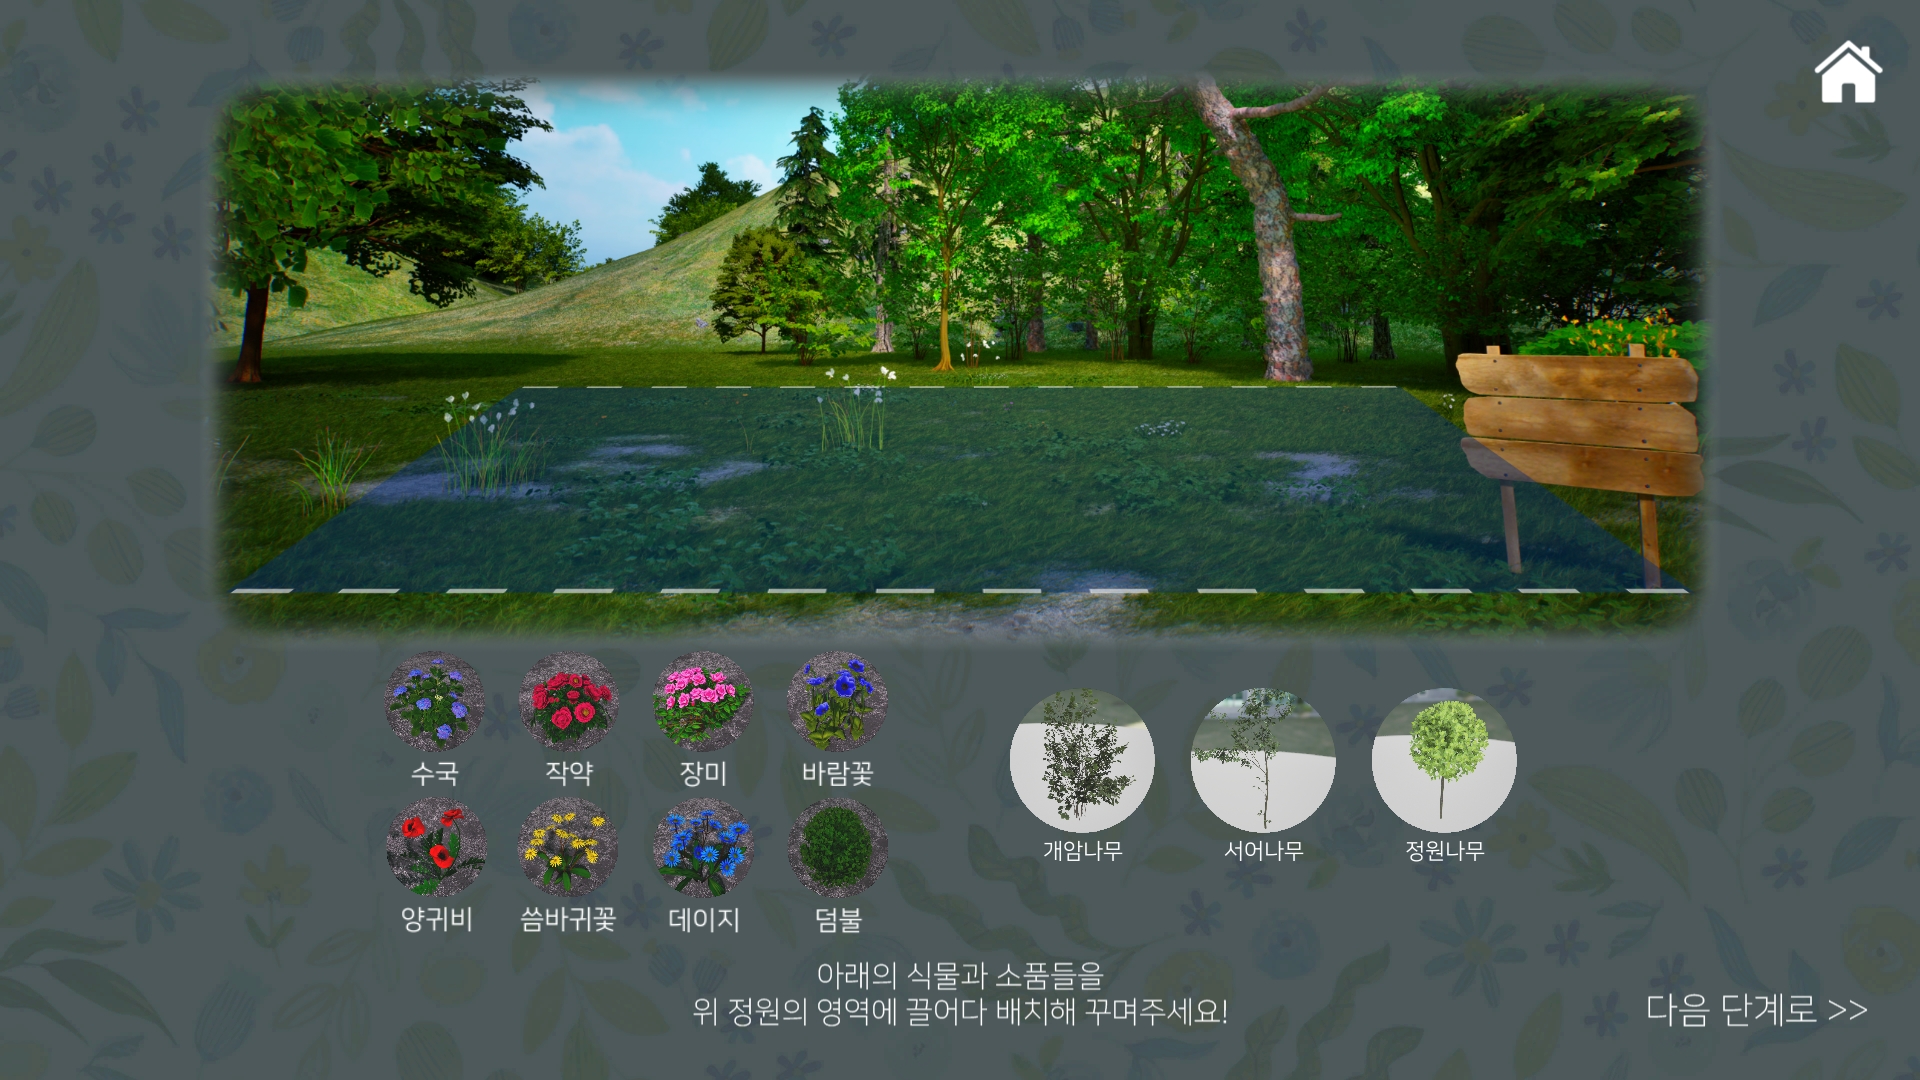 수국 작약 장미 바람꽃
양귀비 씀바귀꽃 데이지 덤불
개암나무 서어나무 정원나무
아래의 식물과 소품들을
위 정원의 영역에 끌어다 배치해 꾸며주세요!
다음 단계로 >>